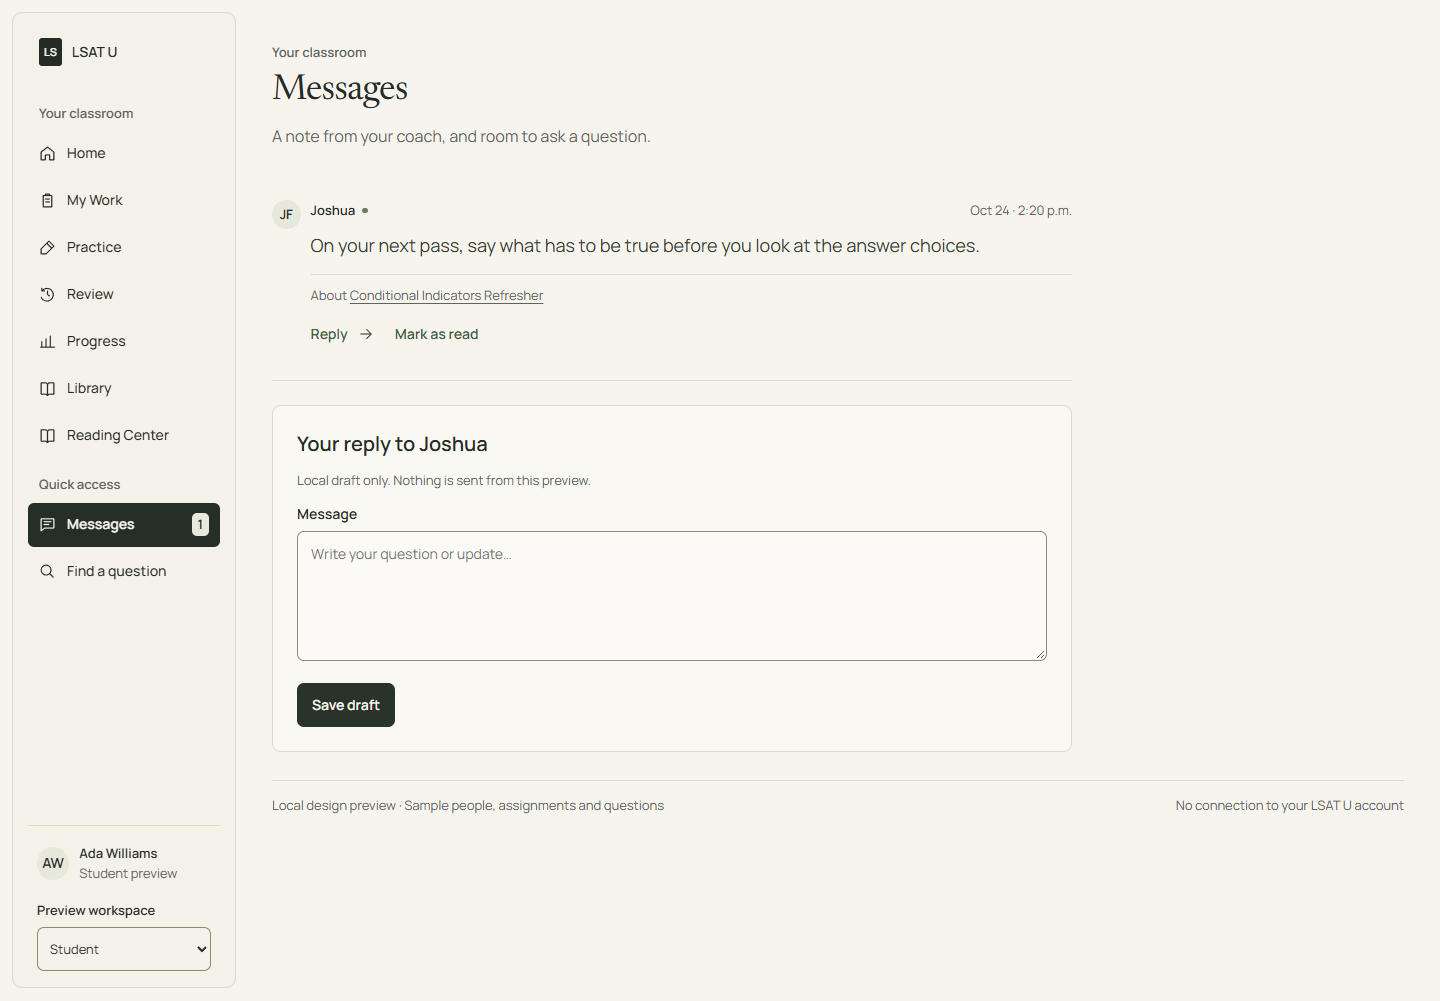 LS LSAT U
Your classroom
Home
My Work
Practice
Review
Progress
Library
Reading Center
Quick access
Messages 1
Find a question
AW Ada Williams
Student preview
Preview workspace
Student
Your classroom
Messages
A note from your coach, and room to ask a question.
JF Joshua Oct 24 · 2:20 p.m.
On your next pass, say what has to be true before you look at the answer choices.
About Conditional Indicators Refresher
Reply → Mark as read
Your reply to Joshua
Local draft only. Nothing is sent from this preview.
Message
Write your question or update...
Save draft
Local design preview · Sample people, assignments and questions No connection to your LSAT U account